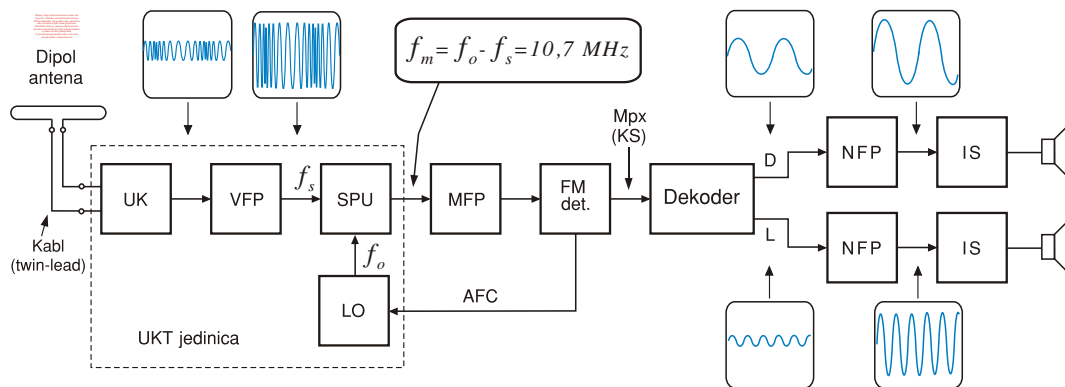 Dipol
antena
f_m = f_o - f_s = 10,7 MHz
Mpx
(KS)
D
NFP
IS
UK
VFP
f_s
SPU
MFP
FM
det.
Dekoder
L
NFP
IS
Kabl
(twin-lead)
f_o
LO
AFC
UKT jedinica